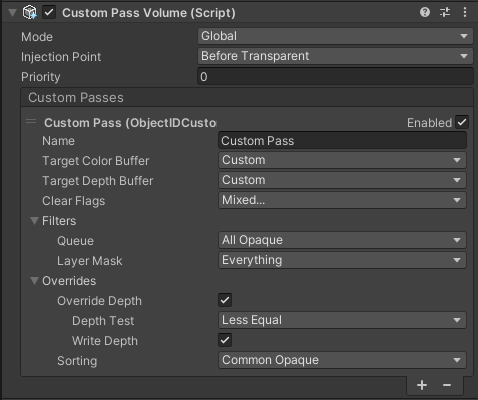 Custom Pass Volume (Script)
Mode Global
Injection Point Before Transparent
Priority 0
Custom Passes
Custom Pass (ObjectIDCusto Enabled
Name Custom Pass
Target Color Buffer Custom
Target Depth Buffer Custom
Clear Flags Mixed...
Filters
Queue All Opaque
Layer Mask Everything
Overrides
Override Depth
Depth Test Less Equal
Write Depth
Sorting Common Opaque
+ −